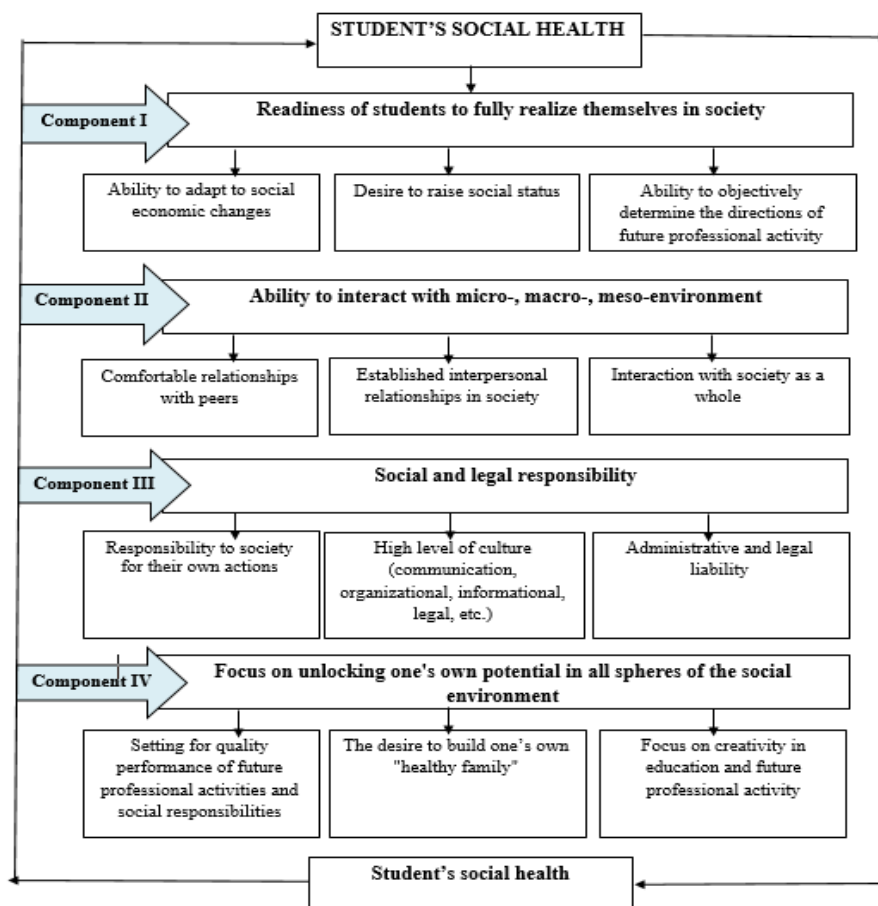 STUDENT'S SOCIAL HEALTH
Component I
Readiness of students to fully realize themselves in society
Ability to adapt to social
economic changes
Desire to raise social status
Ability to objectively
determine the directions of
future professional activity
Component II
Ability to interact with micro-, macro-, meso-environment
Comfortable relationships
with peers
Established interpersonal
relationships in society
Interaction with society as a
whole
Component III
Social and legal responsibility
Responsibility to society
for their own actions
High level of culture
(communication,
organizational, informational,
legal, etc.)
Administrative and legal
liability
Component IV
Focus on unlocking one's own potential in all spheres of the social
environment
Setting for quality
performance of future
professional activities and
social responsibilities
The desire to build one’s own
"healthy family"
Focus on creativity in
education and future
professional activity
Student’s social health